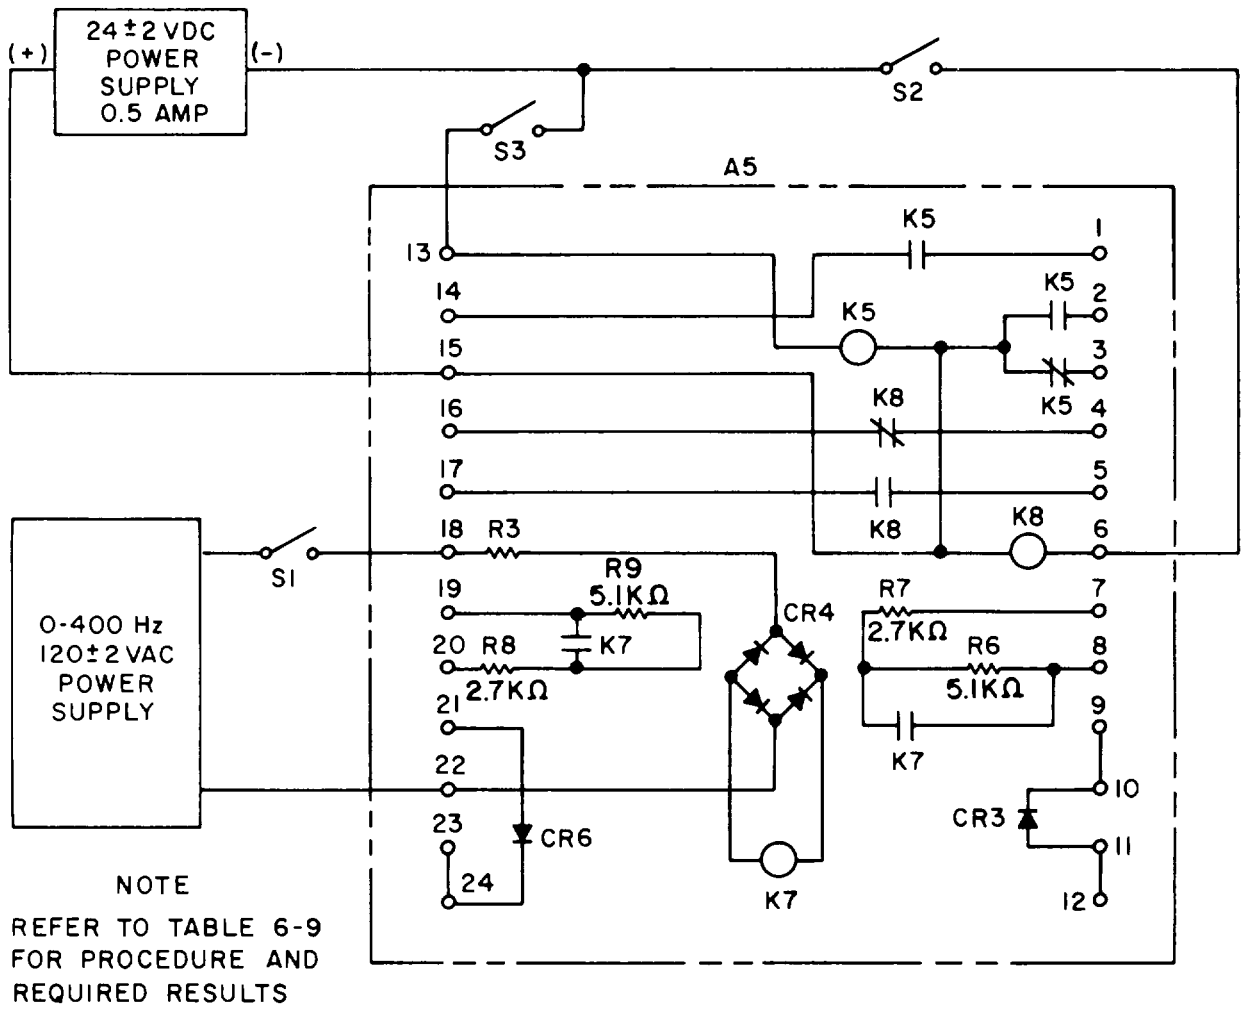 24±2 VDC
POWER
SUPPLY
0.5 AMP
(+)
(-)
S2
S3
A5
K5
1
13
14
K5
K5
2
15
3
K5
16
K8
4
17
K8
5
18
R3
K8
6
S1
19
R9
5.1KΩ
K7
20
R8
2.7KΩ
CR4
R7
2.7KΩ
7
R6
5.1KΩ
8
K7
9
21
22
10
CR3
11
12
23
CR6
24
K7
0-400 Hz
120±2 VAC
POWER
SUPPLY
NOTE
REFER TO TABLE 6-9
FOR PROCEDURE AND
REQUIRED RESULTS